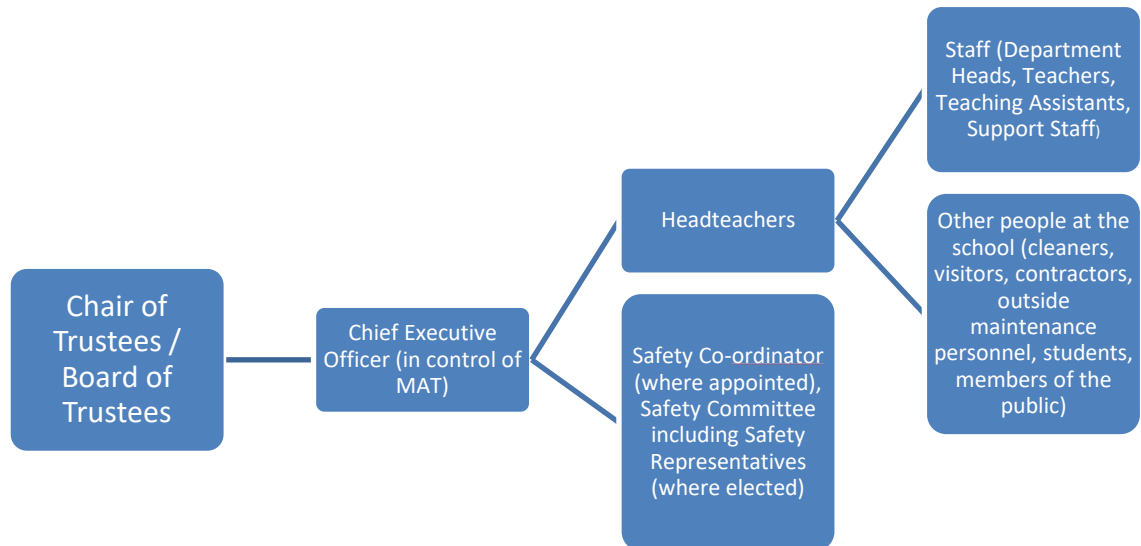 Chair of
Trustees /
Board of
Trustees
Chief Executive
Officer (in control of
MAT)
Headteachers
Safety Co-ordinator
(where appointed),
Safety Committee
including Safety
Representatives
(where elected)
Staff (Department
Heads, Teachers,
Teaching Assistants,
Support Staff)
Other people at the
school (cleaners,
visitors, contractors,
outside
maintenance
personnel, students,
members of the
public)